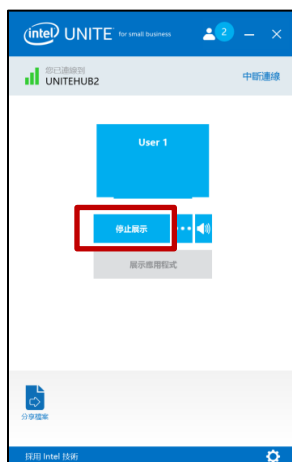 intel UNITE for small business 2
您已連線到
UNITEHUB2
中斷連線
User 1
停止展示
展示應用程式
分享檔案
採用 Intel 技術